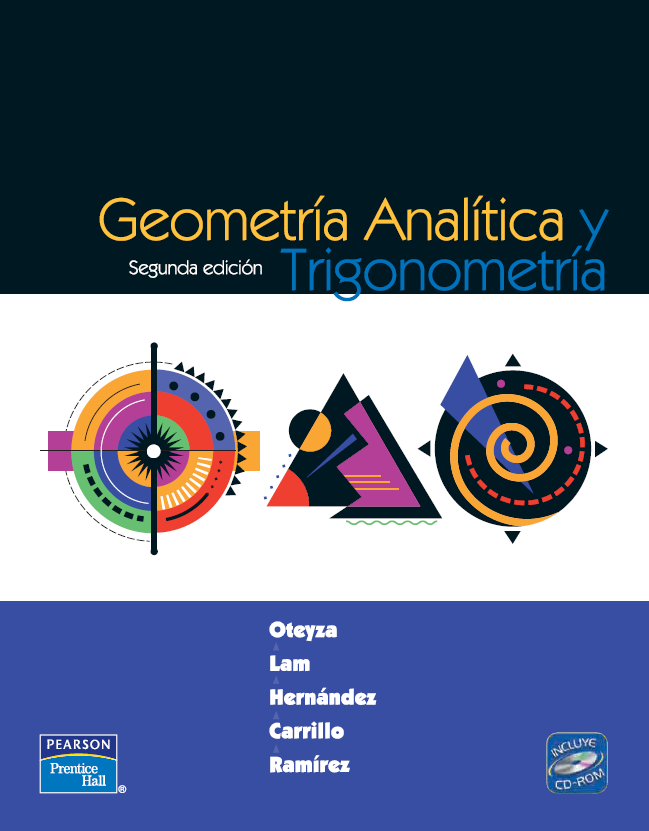 Geometría Analítica y
Segunda edición Trigonometría
Oteyza
Lam
Hernández
Carrillo
Ramírez
PEARSON
Prentice
Hall
®
INCLUYE
CD-ROM